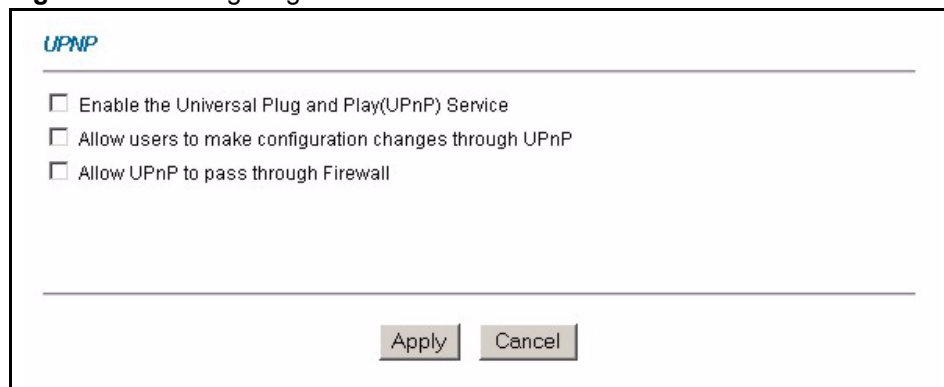 UPNP
Enable the Universal Plug and Play(UPnP) Service
Allow users to make configuration changes through UPnP
Allow UPnP to pass through Firewall
Apply Cancel